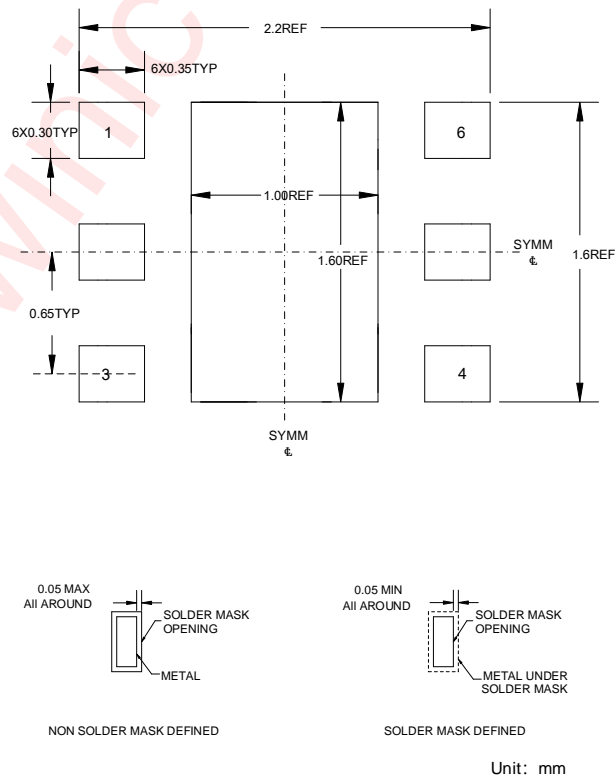 2.2REF
6X0.35TYP
6X0.30TYP
1
6
1.00REF
SYMM
℄
1.60REF
1.6REF
0.65TYP
3
4
SYMM
℄
0.05 MAX
All AROUND
SOLDER MASK
OPENING
METAL
NON SOLDER MASK DEFINED
0.05 MIN
All AROUND
SOLDER MASK
OPENING
METAL UNDER
SOLDER MASK
SOLDER MASK DEFINED
Unit: mm
winic